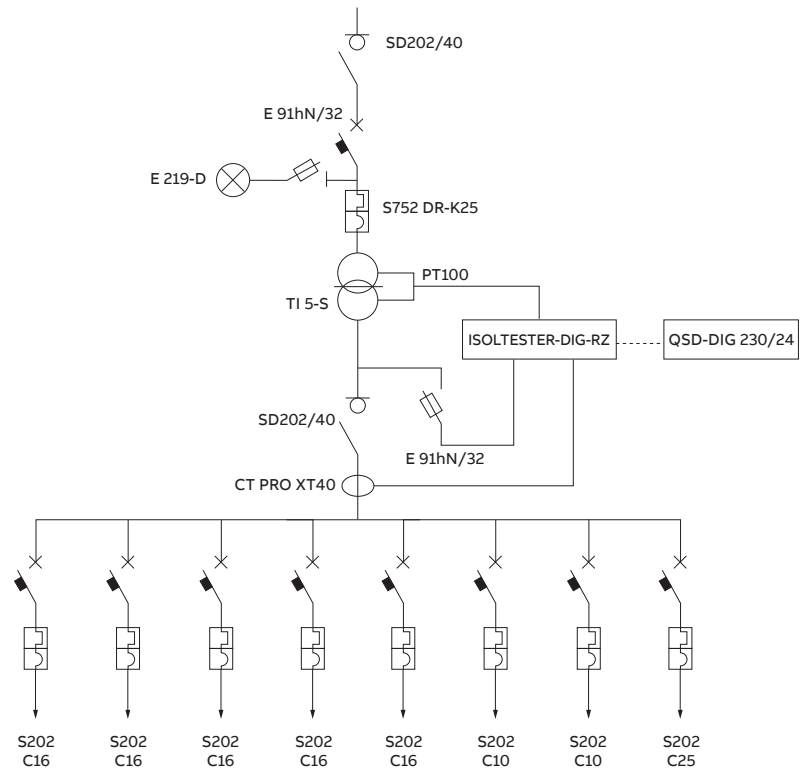 SD202/40
E 91hN/32
E 219-D
S752 DR-K25
PT100
TI 5-S
ISOLTESTER-DIG-RZ
QSD-DIG 230/24
SD202/40
E 91hN/32
CT PRO XT40
S202
C16
S202
C16
S202
C16
S202
C16
S202
C16
S202
C10
S202
C10
S202
C25